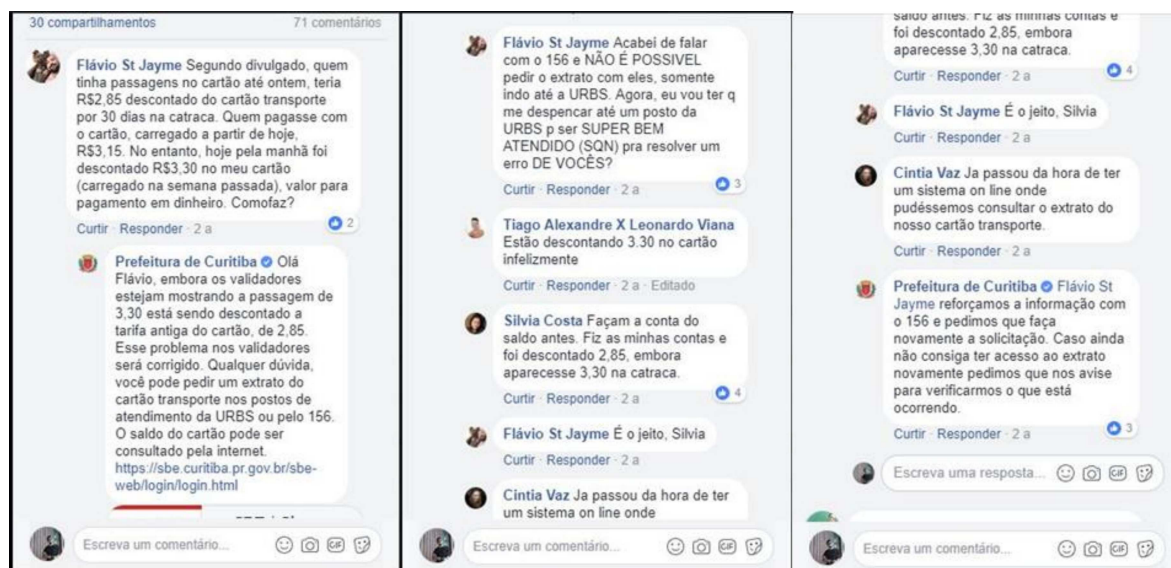 30 compartilhamentos 71 comentários
Flávio St Jayme Segundo divulgado, quem
tinha passagens no cartão até ontem, teria
R$2,85 descontado do cartão transporte
por 30 dias na catraca. Quem pagasse com
o cartão, carregado a partir de hoje,
R$3,15. No entanto, hoje pela manhã foi
descontado R$3,30 no meu cartão
(carregado na semana passada), valor para
pagamento em dinheiro. Comofaz?
Curtir · Responder · 2 a 2
Prefeitura de Curitiba Olá
Flávio, embora os validadores
estejam mostrando a passagem de
3,30 está sendo descontado a
tarifa antiga do cartão, de 2,85.
Esse problema nos validadores
será corrigido. Qualquer dúvida,
você pode pedir um extrato do
cartão transporte nos postos de
atendimento da URBS ou pelo 156.
O saldo do cartão pode ser
consultado pela internet.
https://sbe.curitiba.pr.gov.br/sbe-
web/login/login.html
Escreva um comentário... GIF
Flávio St Jayme Acabei de falar
com o 156 e NÃO É POSSIVEL
pedir o extrato com eles, somente
indo até a URBS. Agora, eu vou ter q
me despencar até um posto da
URBS p ser SUPER BEM
ATENDIDO (SQN) pra resolver um
erro DE VOCÊS?
Curtir · Responder · 2 a 3
Tiago Alexandre X Leonardo Viana
Estão descontando 3.30 no cartão
infelizmente
Curtir · Responder · 2 a · Editado
Silvia Costa Façam a conta do
saldo antes. Fiz as minhas contas e
foi descontado 2,85, embora
aparecesse 3,30 na catraca.
Curtir · Responder · 2 a 4
Flávio St Jayme É o jeito, Silvia
Curtir · Responder · 2 a
Cintia Vaz Ja passou da hora de ter
um sistema on line onde
Escreva um comentário... GIF
saldo antes. Fiz as minhas contas e
foi descontado 2,85, embora
aparecesse 3,30 na catraca.
Curtir · Responder · 2 a 4
Flávio St Jayme É o jeito, Silvia
Curtir · Responder · 2 a
Cintia Vaz Ja passou da hora de ter
um sistema on line onde
pudéssemos consultar o extrato do
nosso cartão transporte.
Curtir · Responder · 2 a
Prefeitura de Curitiba Flávio St
Jayme reforçamos a informação com
o 156 e pedimos que faça
novamente a solicitação. Caso ainda
não consiga ter acesso ao extrato
novamente pedimos que nos avise
para verificarmos o que está
ocorrendo.
Curtir · Responder · 2 a 3
Escreva uma resposta... GIF
Escreva um comentário... GIF